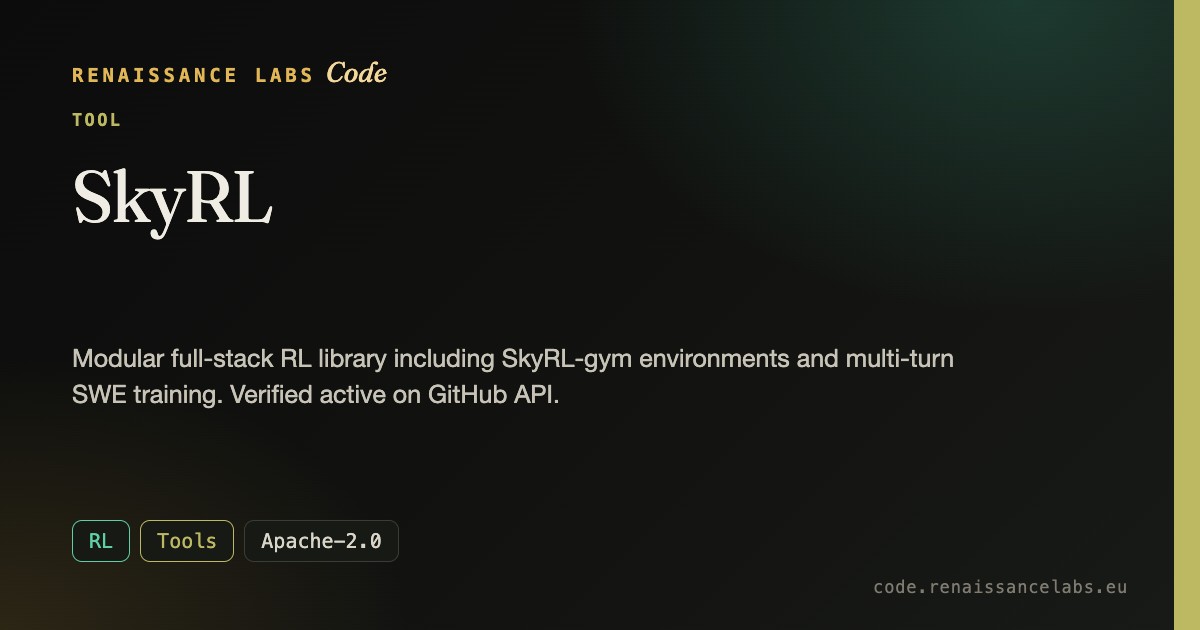 RENAISSANCE LABS Code
TOOL
SkyRL
Modular full-stack RL library including SkyRL-gym environments and multi-turn
SWE training. Verified active on GitHub API.
RL Tools Apache-2.0
code.renaissancelabs.eu